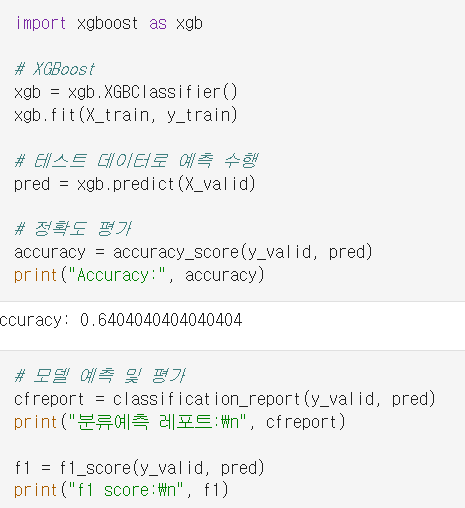 import xgboost as xgb
# XGBoost
xgb = xgb.XGBClassifier()
xgb.fit(X_train, y_train)
# 테스트 데이터로 예측 수행
pred = xgb.predict(X_valid)
# 정확도 평가
accuracy = accuracy_score(y_valid, pred)
print("Accuracy:", accuracy)
ccuracy: 0.6404040404040404
# 모델 예측 및 평가
cfreport = classification_report(y_valid, pred)
print("분류예측 레포트:₩n", cfreport)
f1 = f1_score(y_valid, pred)
print("f1 score:₩n", f1)